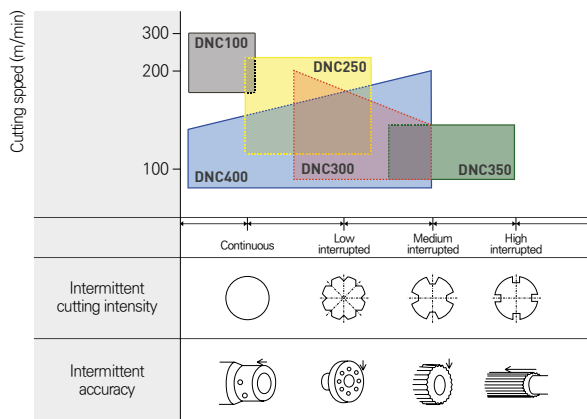 Cutting speed (m/min)
300
200
100
DNC100
DNC250
DNC400
DNC300
DNC350
Continuous
Low
interrupted
Medium
interrupted
High
interrupted
Intermittent
cutting intensity
Intermittent
accuracy